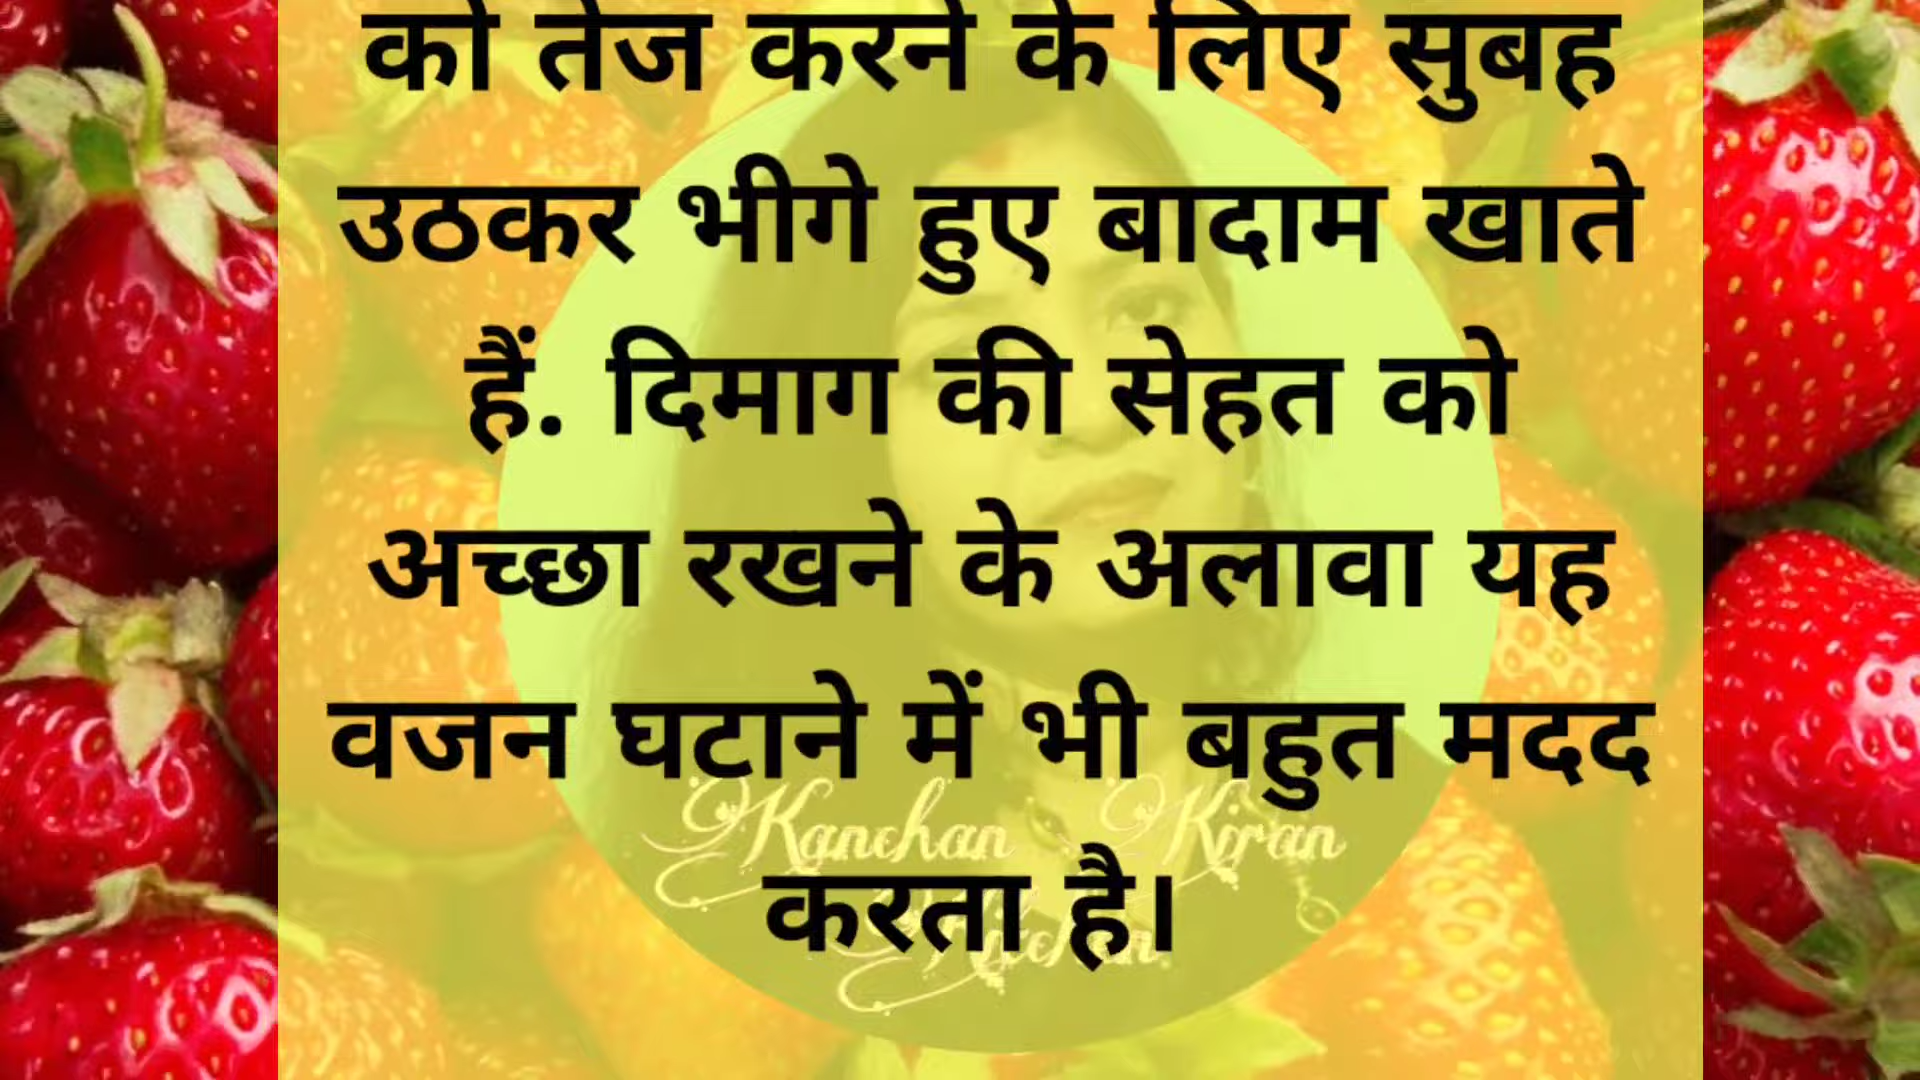 को तेज करने के लिए सुबह
उठकर भीगे हुए बादाम खाते
हैं. दिमाग की सेहत को
अच्छा रखने के अलावा यह
वजन घटाने में भी बहुत मदद
Kanchan Kiran
करता है।